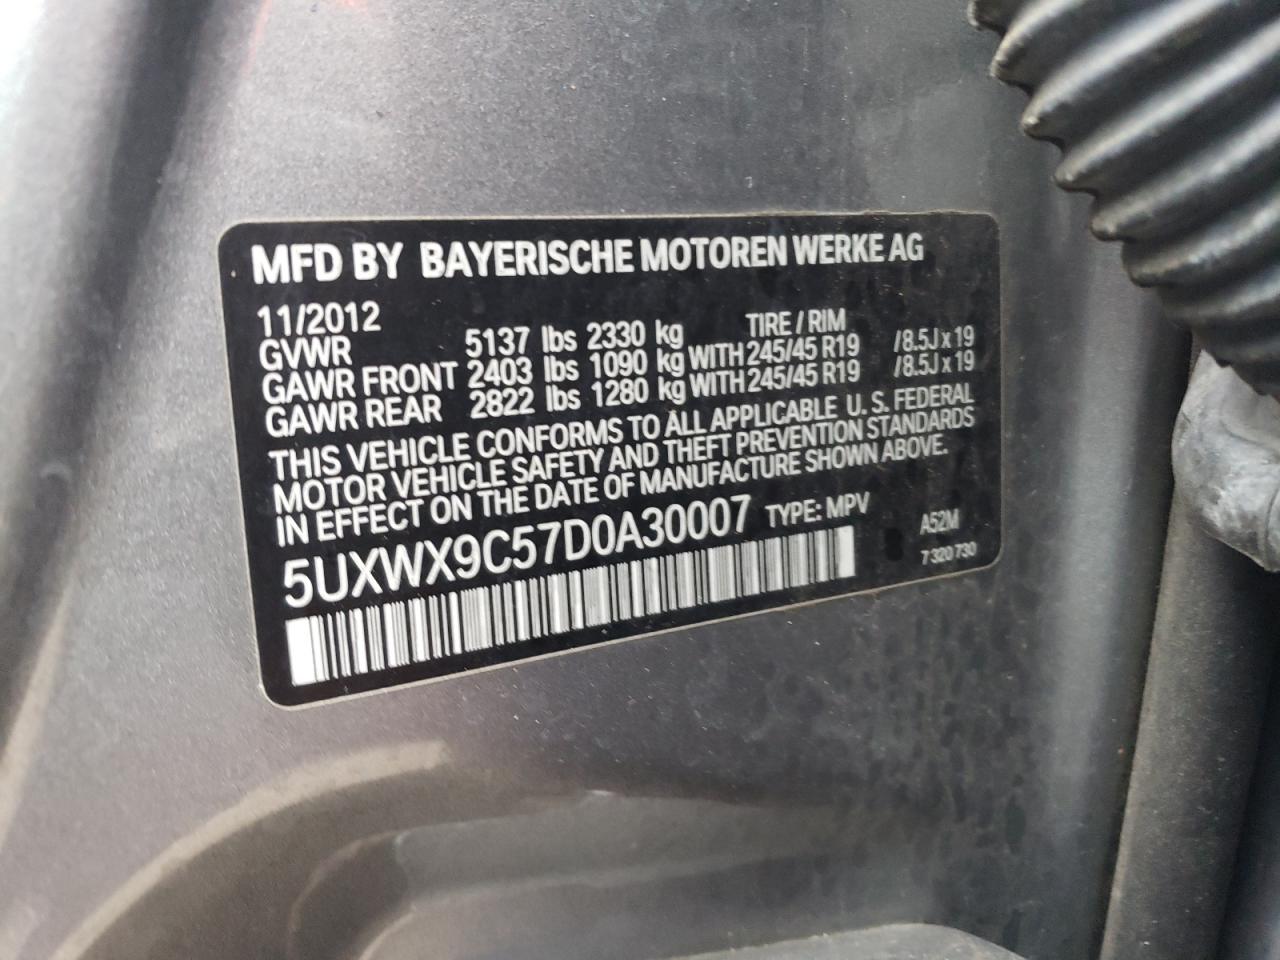 MFD BY BAYERISCHE MOTOREN WERKE AG
11/2012 TIRE / RIM
GVWR 5137 lbs 2330 kg
GAWR FRONT 2403 lbs 1090 kg WITH 245/45 R19 /8.5J x 19
GAWR REAR 2822 lbs 1280 kg WITH 245/45 R19 /8.5J x 19
THIS VEHICLE CONFORMS TO ALL APPLICABLE U. S. FEDERAL
MOTOR VEHICLE SAFETY AND THEFT PREVENTION STANDARDS
IN EFFECT ON THE DATE OF MANUFACTURE SHOWN ABOVE.
5UXWX9C57D0A30007 TYPE: MPV
A52M
7 320 730